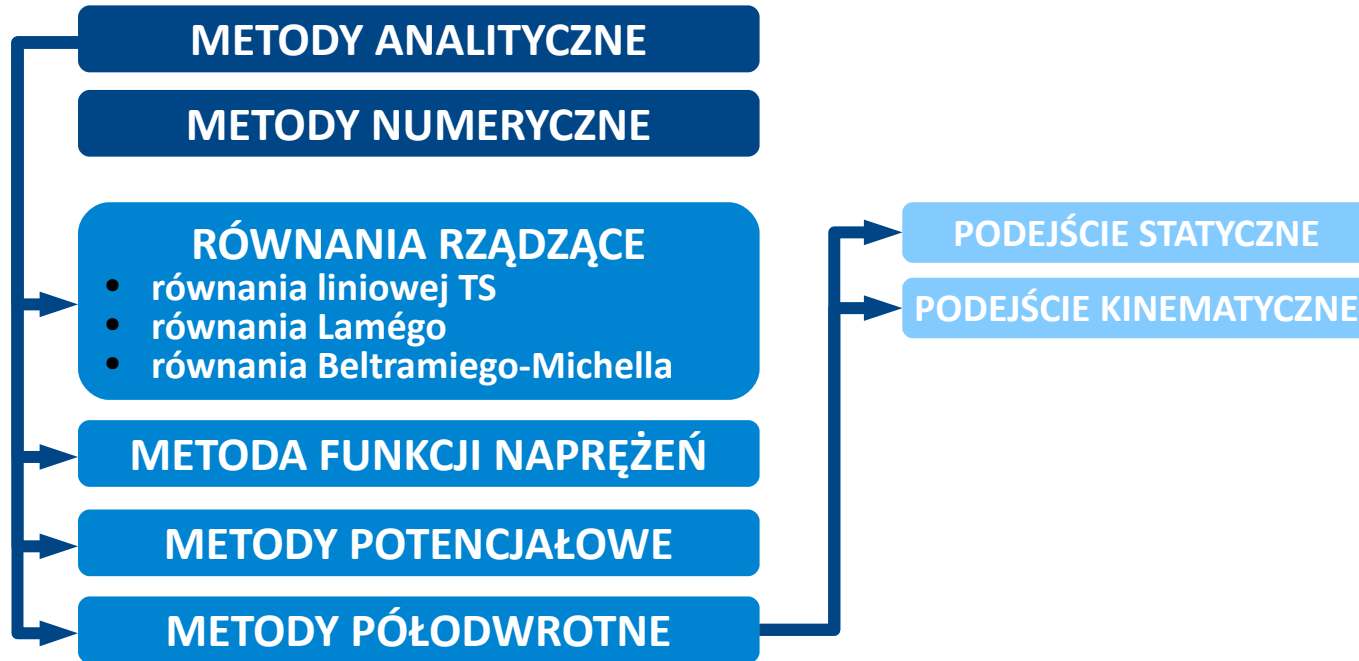 METODY ANALITYCZNE
METODY NUMERYCZNE
RÓWNANIA RZĄDZĄCE
• równania liniowej TS
• równania Lamégo
• równania Beltramiego-Michella
METODA FUNKCJI NAPRĘŻEŃ
METODY POTENCJAŁOWE
METODY PÓŁODWROTNE
PODEJŚCIE STATYCZNE
PODEJŚCIE KINEMATYCZNE